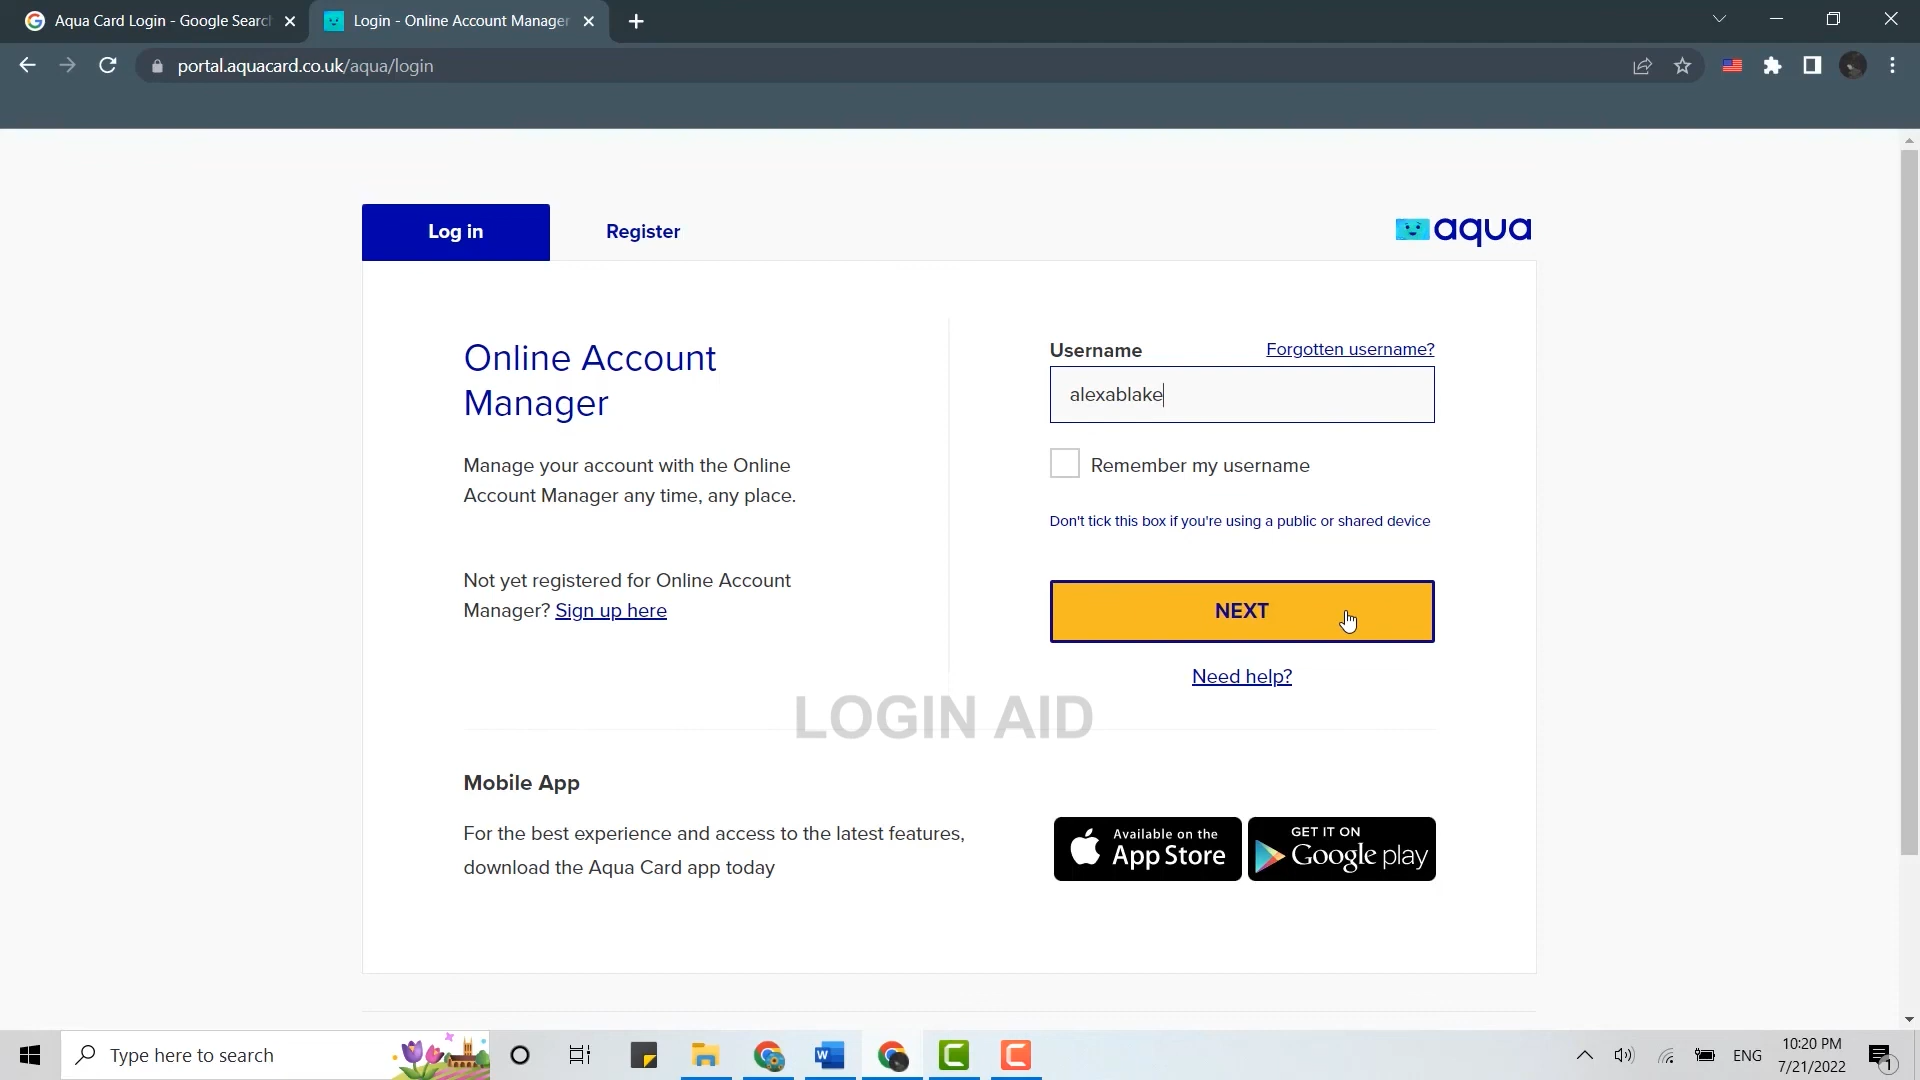 Aqua Card Login - Google Search
Login - Online Account Manager
portal.aquacard.co.uk/aqua/login
Log in
Register
aqua
Online Account
Manager
Manage your account with the Online
Account Manager any time, any place.
Not yet registered for Online Account
Manager? Sign up here
Username
Forgotten username?
alexablake
Remember my username
Don't tick this box if you're using a public or shared device
NEXT
Need help?
LOGIN AID
Mobile App
For the best experience and access to the latest features,
download the Aqua Card app today
Available on the
App Store
GET IT ON
Google play
Type here to search
ENG
10:20 PM
7/21/2022
1